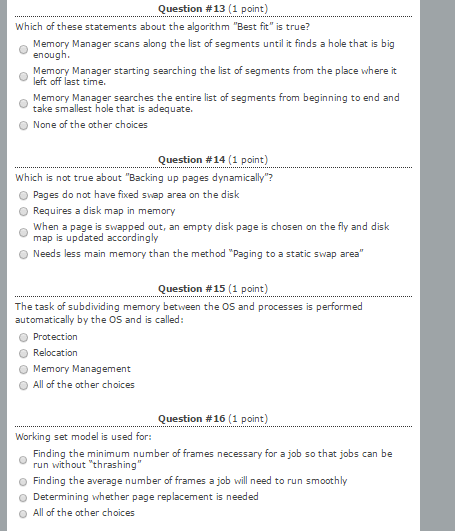 Question #13 (1 point)
Which of these statements about the algorithm "Best fit" is true?
Memory Manager scans along the list of segments until it finds a hole that is big
enough.
Memory Manager starting searching the list of segments from the place where it
left off last time.
Memory Manager searches the entire list of segments from beginning to end and
take smallest hole that is adequate.
None of the other choices
Question #14 (1 point)
Which is not true about "Backing up pages dynamically"?
Pages do not have fixed swap area on the disk
Requires a disk map in memory
When a page is swapped out, an empty disk page is chosen on the fly and disk
map is updated accordingly
Needs less main memory than the method "Paging to a static swap area"
Question #15 (1 point)
The task of subdividing memory between the OS and processes is performed
automatically by the OS and is called:
Protection
Relocation
Memory Management
All of the other choices
Question #16 (1 point)
Working set model is used for:
Finding the minimum number of frames necessary for a job so that jobs can be
run without "thrashing"
Finding the average number of frames a job will need to run smoothly
Determining whether page replacement is needed
All of the other choices